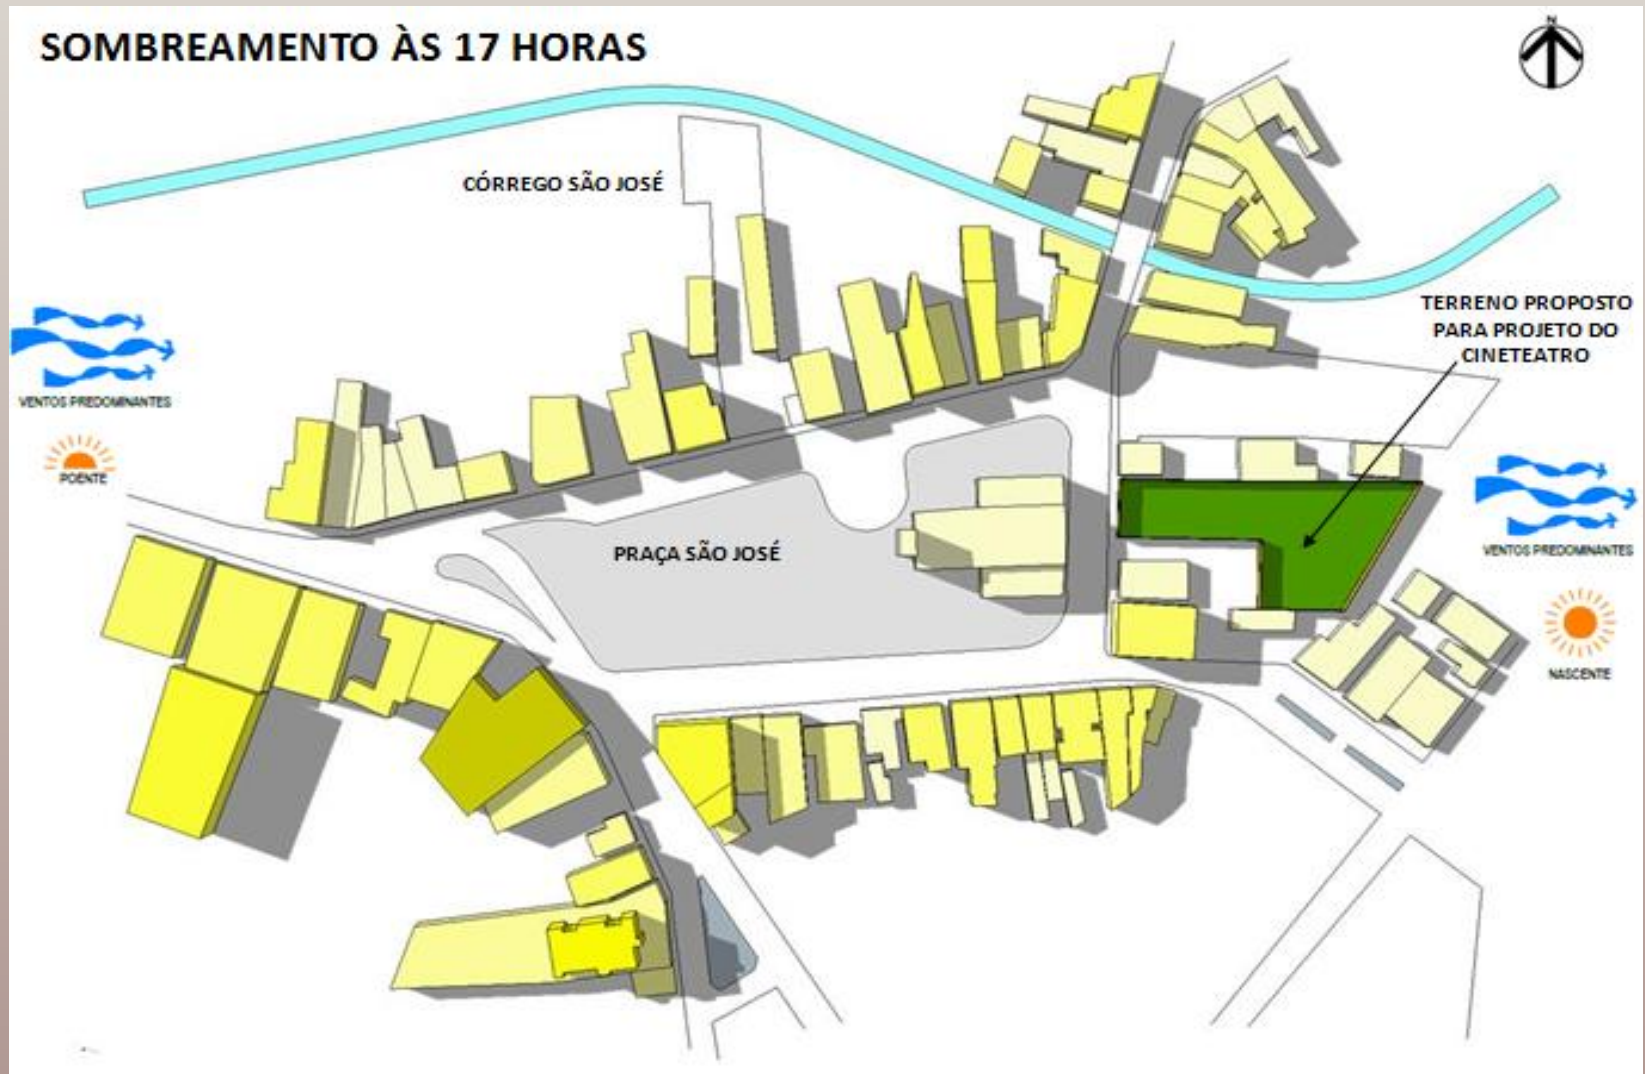 SOMBREAMENTO ÀS 17 HORAS
N
CÓRREGO SÃO JOSÉ
TERRENO PROPOSTO
PARA PROJETO DO
CINETEATRO
VENTOS PREDOMINANTES
POENTE
PRAÇA SÃO JOSÉ
VENTOS PREDOMINANTES
NASCENTE